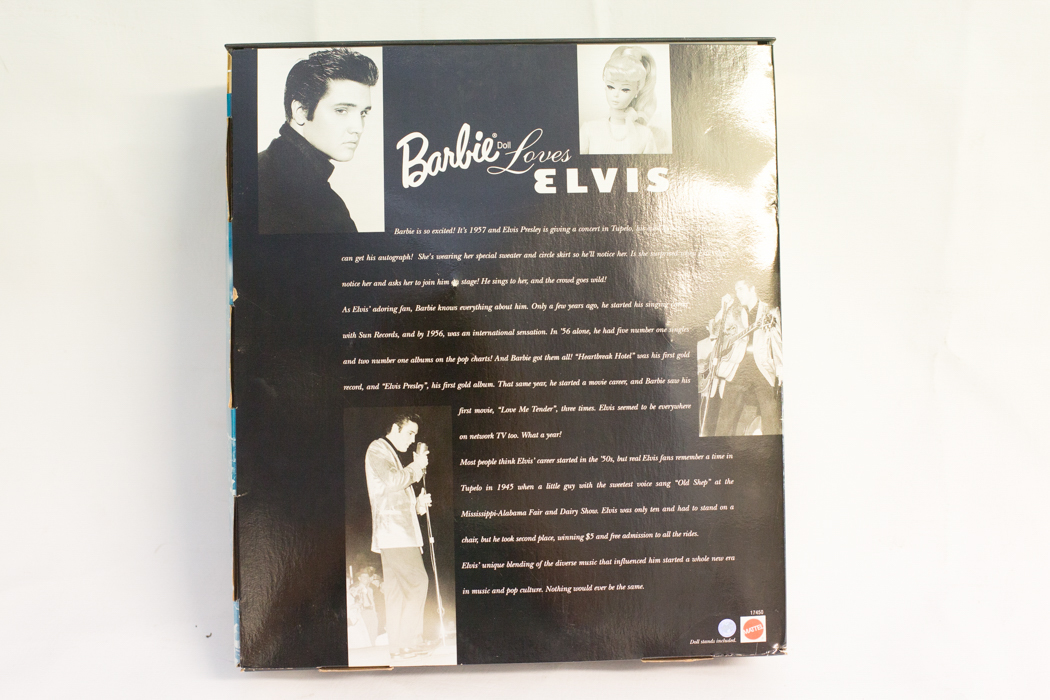 Barbie® Doll Loves
ELVIS
Barbie is so excited! It's 1957 and Elvis Presley is giving a concert in Tupelo, his
can get his autograph! She's wearing her special sweater and circle skirt so he'll notice her. Is she surprised
notice her and asks her to join him on stage! He sings to her, and the crowd goes wild!
As Elvis' adoring fan, Barbie knows everything about him. Only a few years ago, he started his singing career
with Sun Records, and by 1956, was an international sensation. In '56 alone, he had five number one singles
and two number one albums on the pop charts! And Barbie got them all! "Heartbreak Hotel" was his first gold
record, and "Elvis Presley", his first gold album. That same year, he started a movie career, and Barbie saw his
first movie, "Love Me Tender", three times. Elvis seemed to be everywhere
on network TV too. What a year!
Most people think Elvis' career started in the '50s, but real Elvis fans remember a time in
Tupelo in 1945 when a little guy with the sweetest voice sang "Old Shep" at the
Mississippi-Alabama Fair and Dairy Show. Elvis was only ten and had to stand on a
chair, but he took second place, winning $5 and free admission to all the rides.
Elvis' unique blending of the diverse music that influenced him started a whole new era
in music and pop culture. Nothing would ever be the same.
17450
MATTEL
Doll stands included.